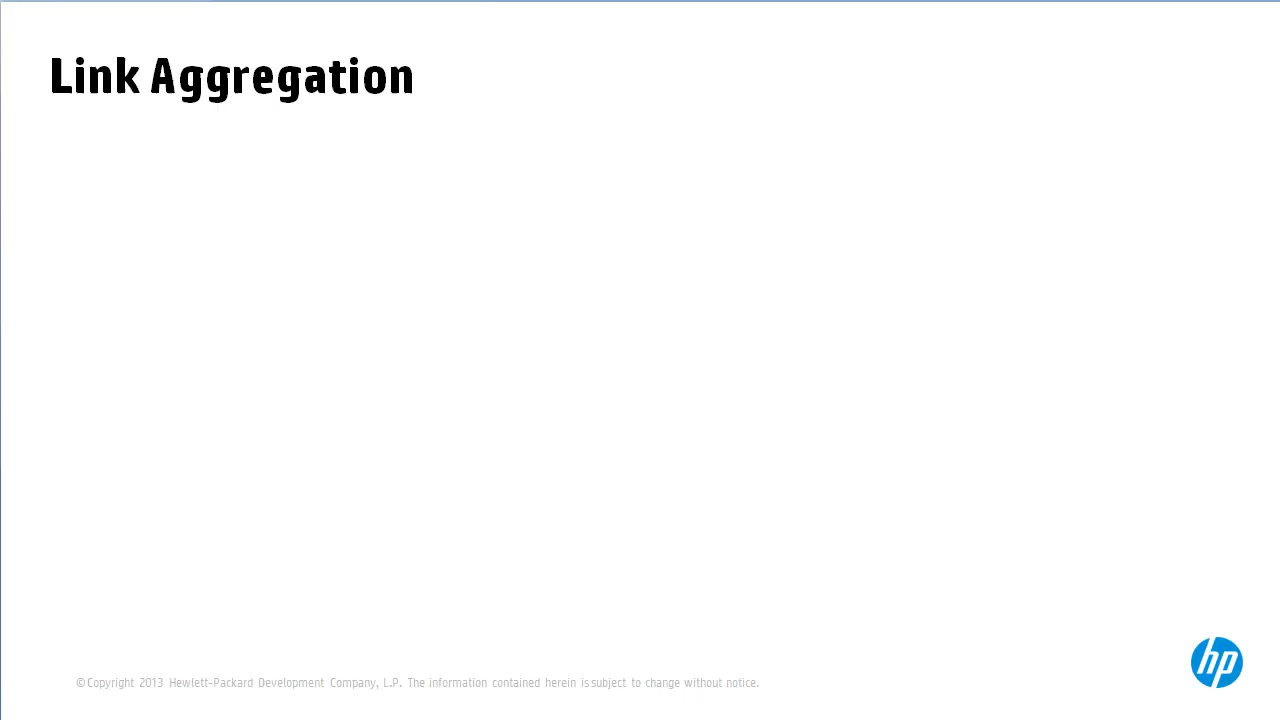 Link Aggregation
hp
© Copyright 2013 Hewlett-Packard Development Company, L.P. The information contained herein is subject to change without notice.